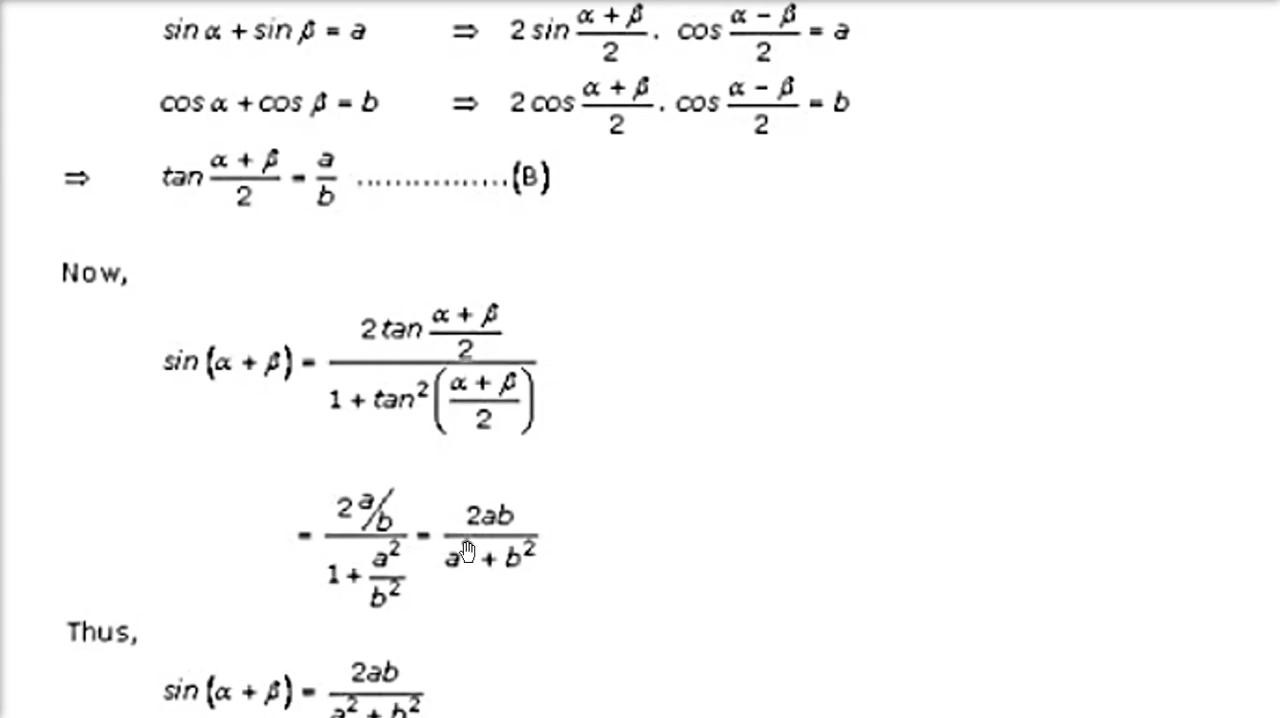 sin α + sin β = a ⇒ 2 sin (α + β)/2 . cos (α − β)/2 = a
cos α + cos β = b ⇒ 2 cos (α + β)/2 . cos (α − β)/2 = b
⇒ tan (α + β)/2 = a/b ................(B)
Now,
sin (α + β) = (2 tan (α + β)/2)/(1 + tan²((α + β)/2))
= (2 a/b)/(1 + a²/b²) = 2ab/(a² + b²)
Thus,
sin (α + β) = 2ab/(a² + b²)